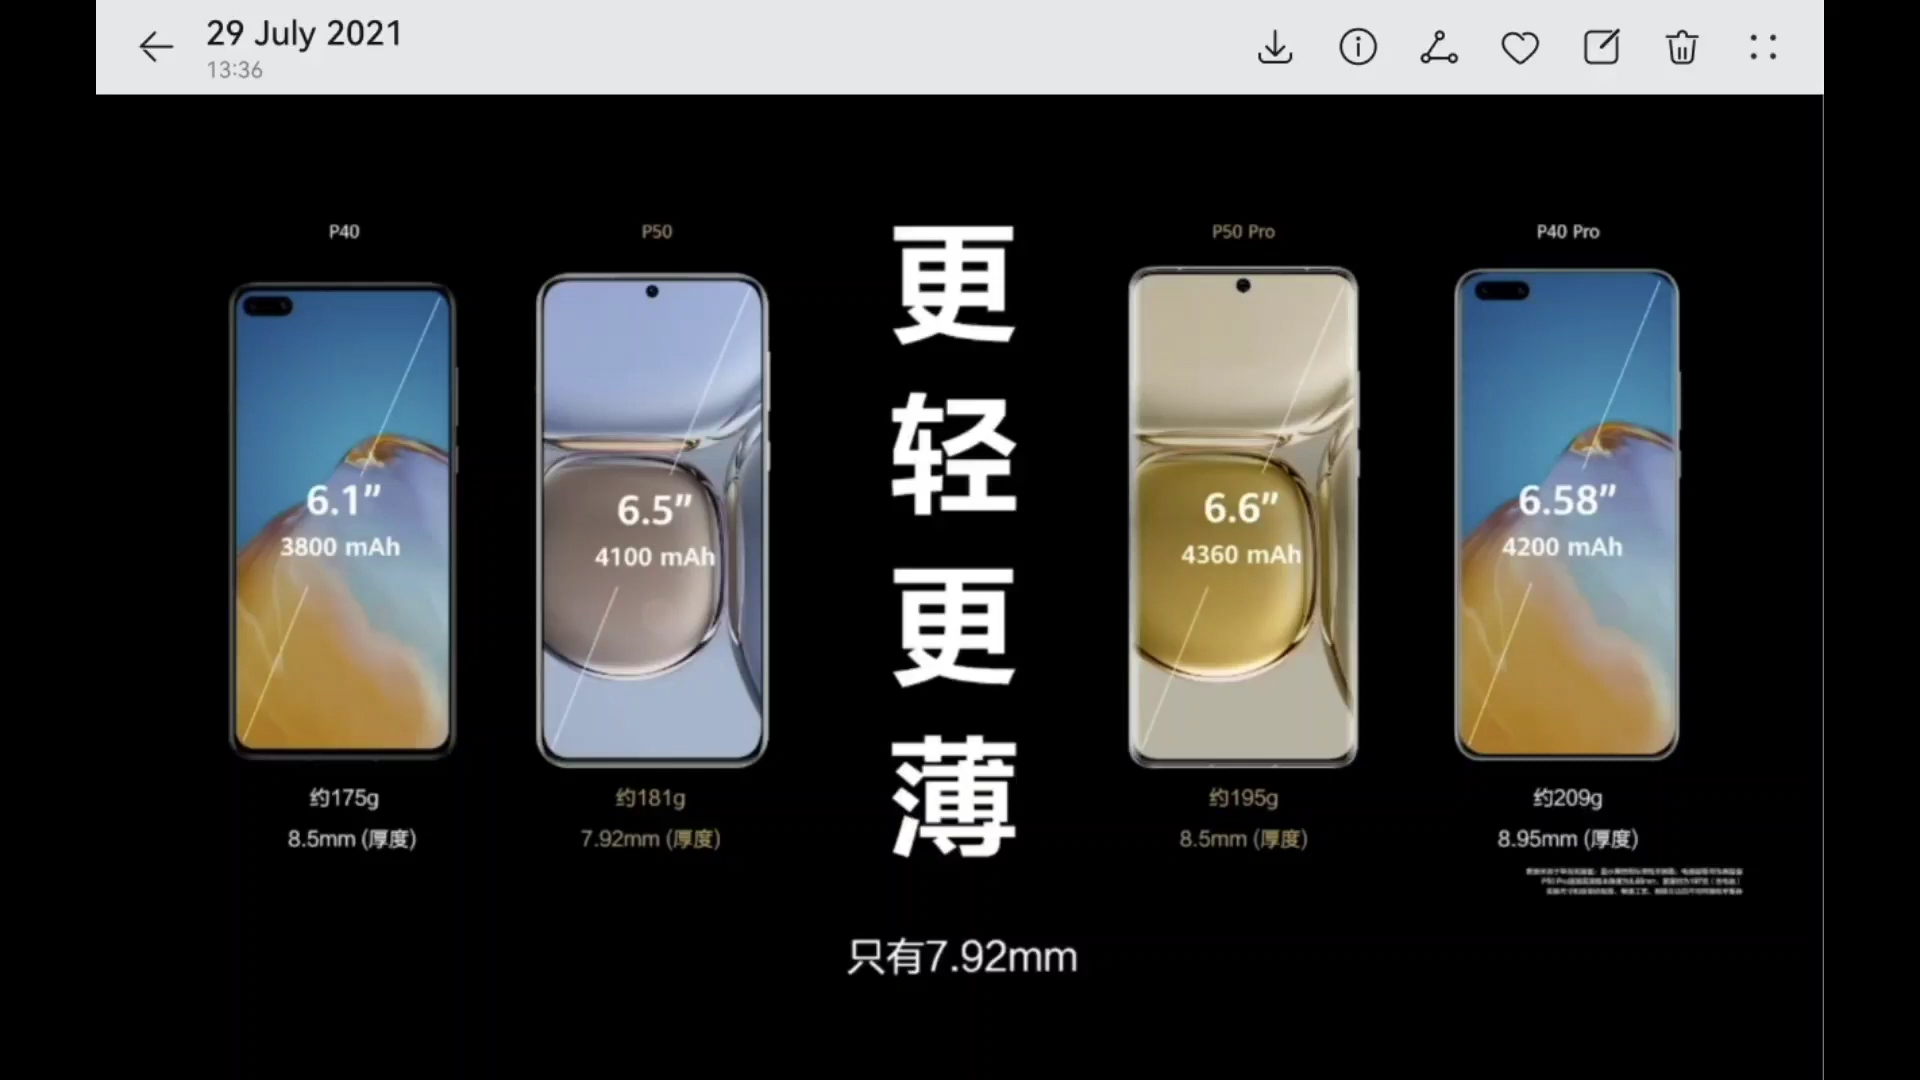 29 July 2021
13:36
P40
P50
P50 Pro
P40 Pro
更
轻
更
薄
6.1”
3800 mAh
6.5”
4100 mAh
6.6”
4360 mAh
6.58”
4200 mAh
约175g
8.5mm (厚度)
约181g
7.92mm (厚度)
约195g
8.5mm (厚度)
约209g
8.95mm (厚度)
只有7.92mm